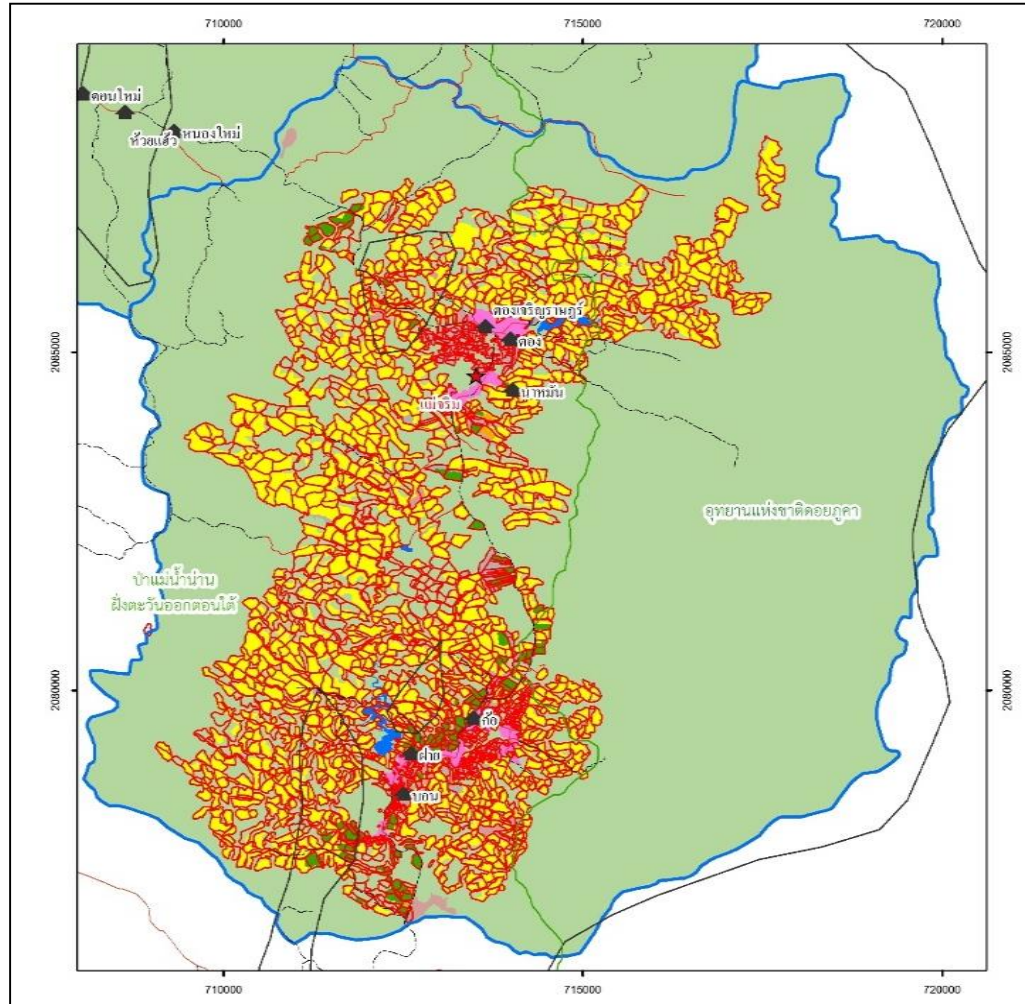 710000
715000
720000
ดอนใหม่
ห้วยแฮ้ว
หนองใหม่
ตองเจริญราษฎร์
ตอง
2085000
2085000
แม่จริม
นาหมัน
อุทยานแห่งชาติดอยภูคา
ป่าแม่น้ำน่าน
ฝั่งตะวันออกตอนใต้
2080000
2080000
ก้อ
ฝาย
บอน
710000
715000
720000